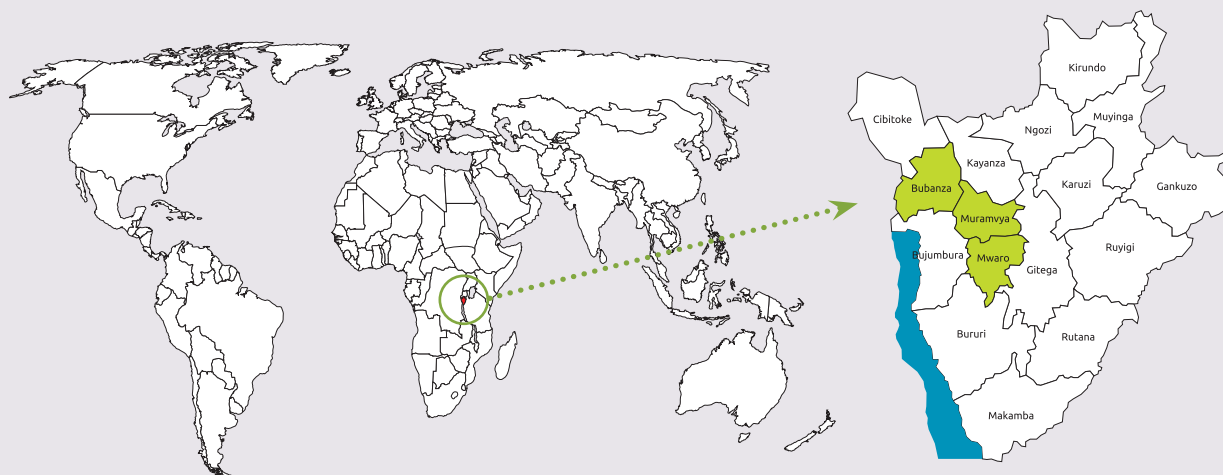 Kirundo
Cibitoke
Muyinga
Ngozi
Kayanza
Bubanza
Karuzi
Gankuzo
Muramvya
Ruyigi
Bujumbura
Mwaro
Gitega
Bururi
Rutana
Makamba